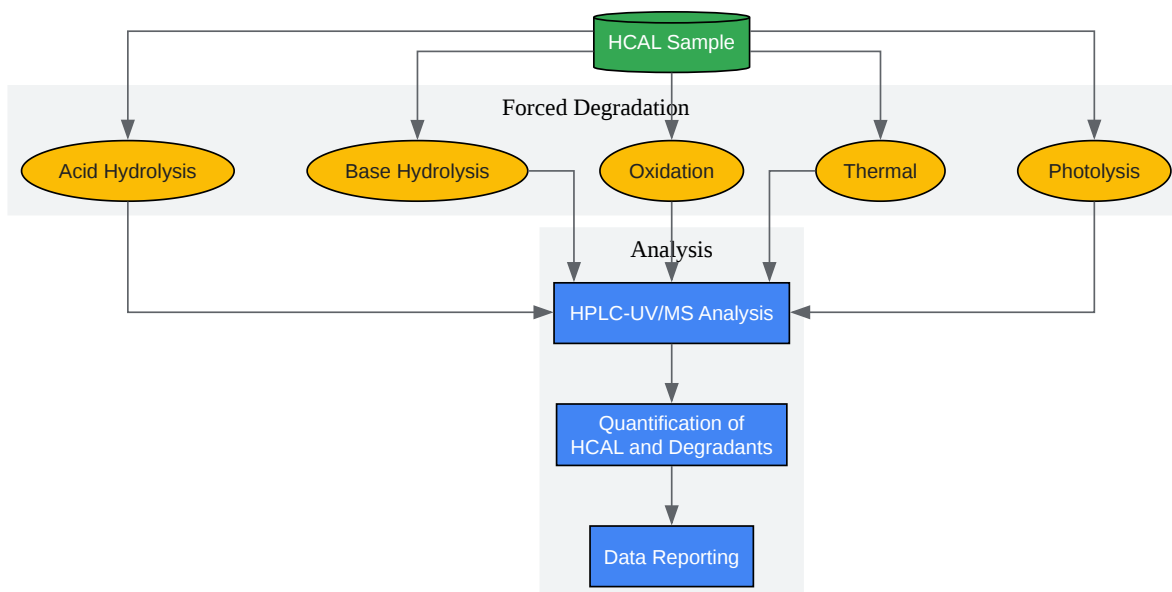 HCAL Sample
Forced Degradation
Acid Hydrolysis
Base Hydrolysis
Oxidation
Thermal
Photolysis
Analysis
HPLC-UV/MS Analysis
Quantification of
HCAL and Degradants
Data Reporting